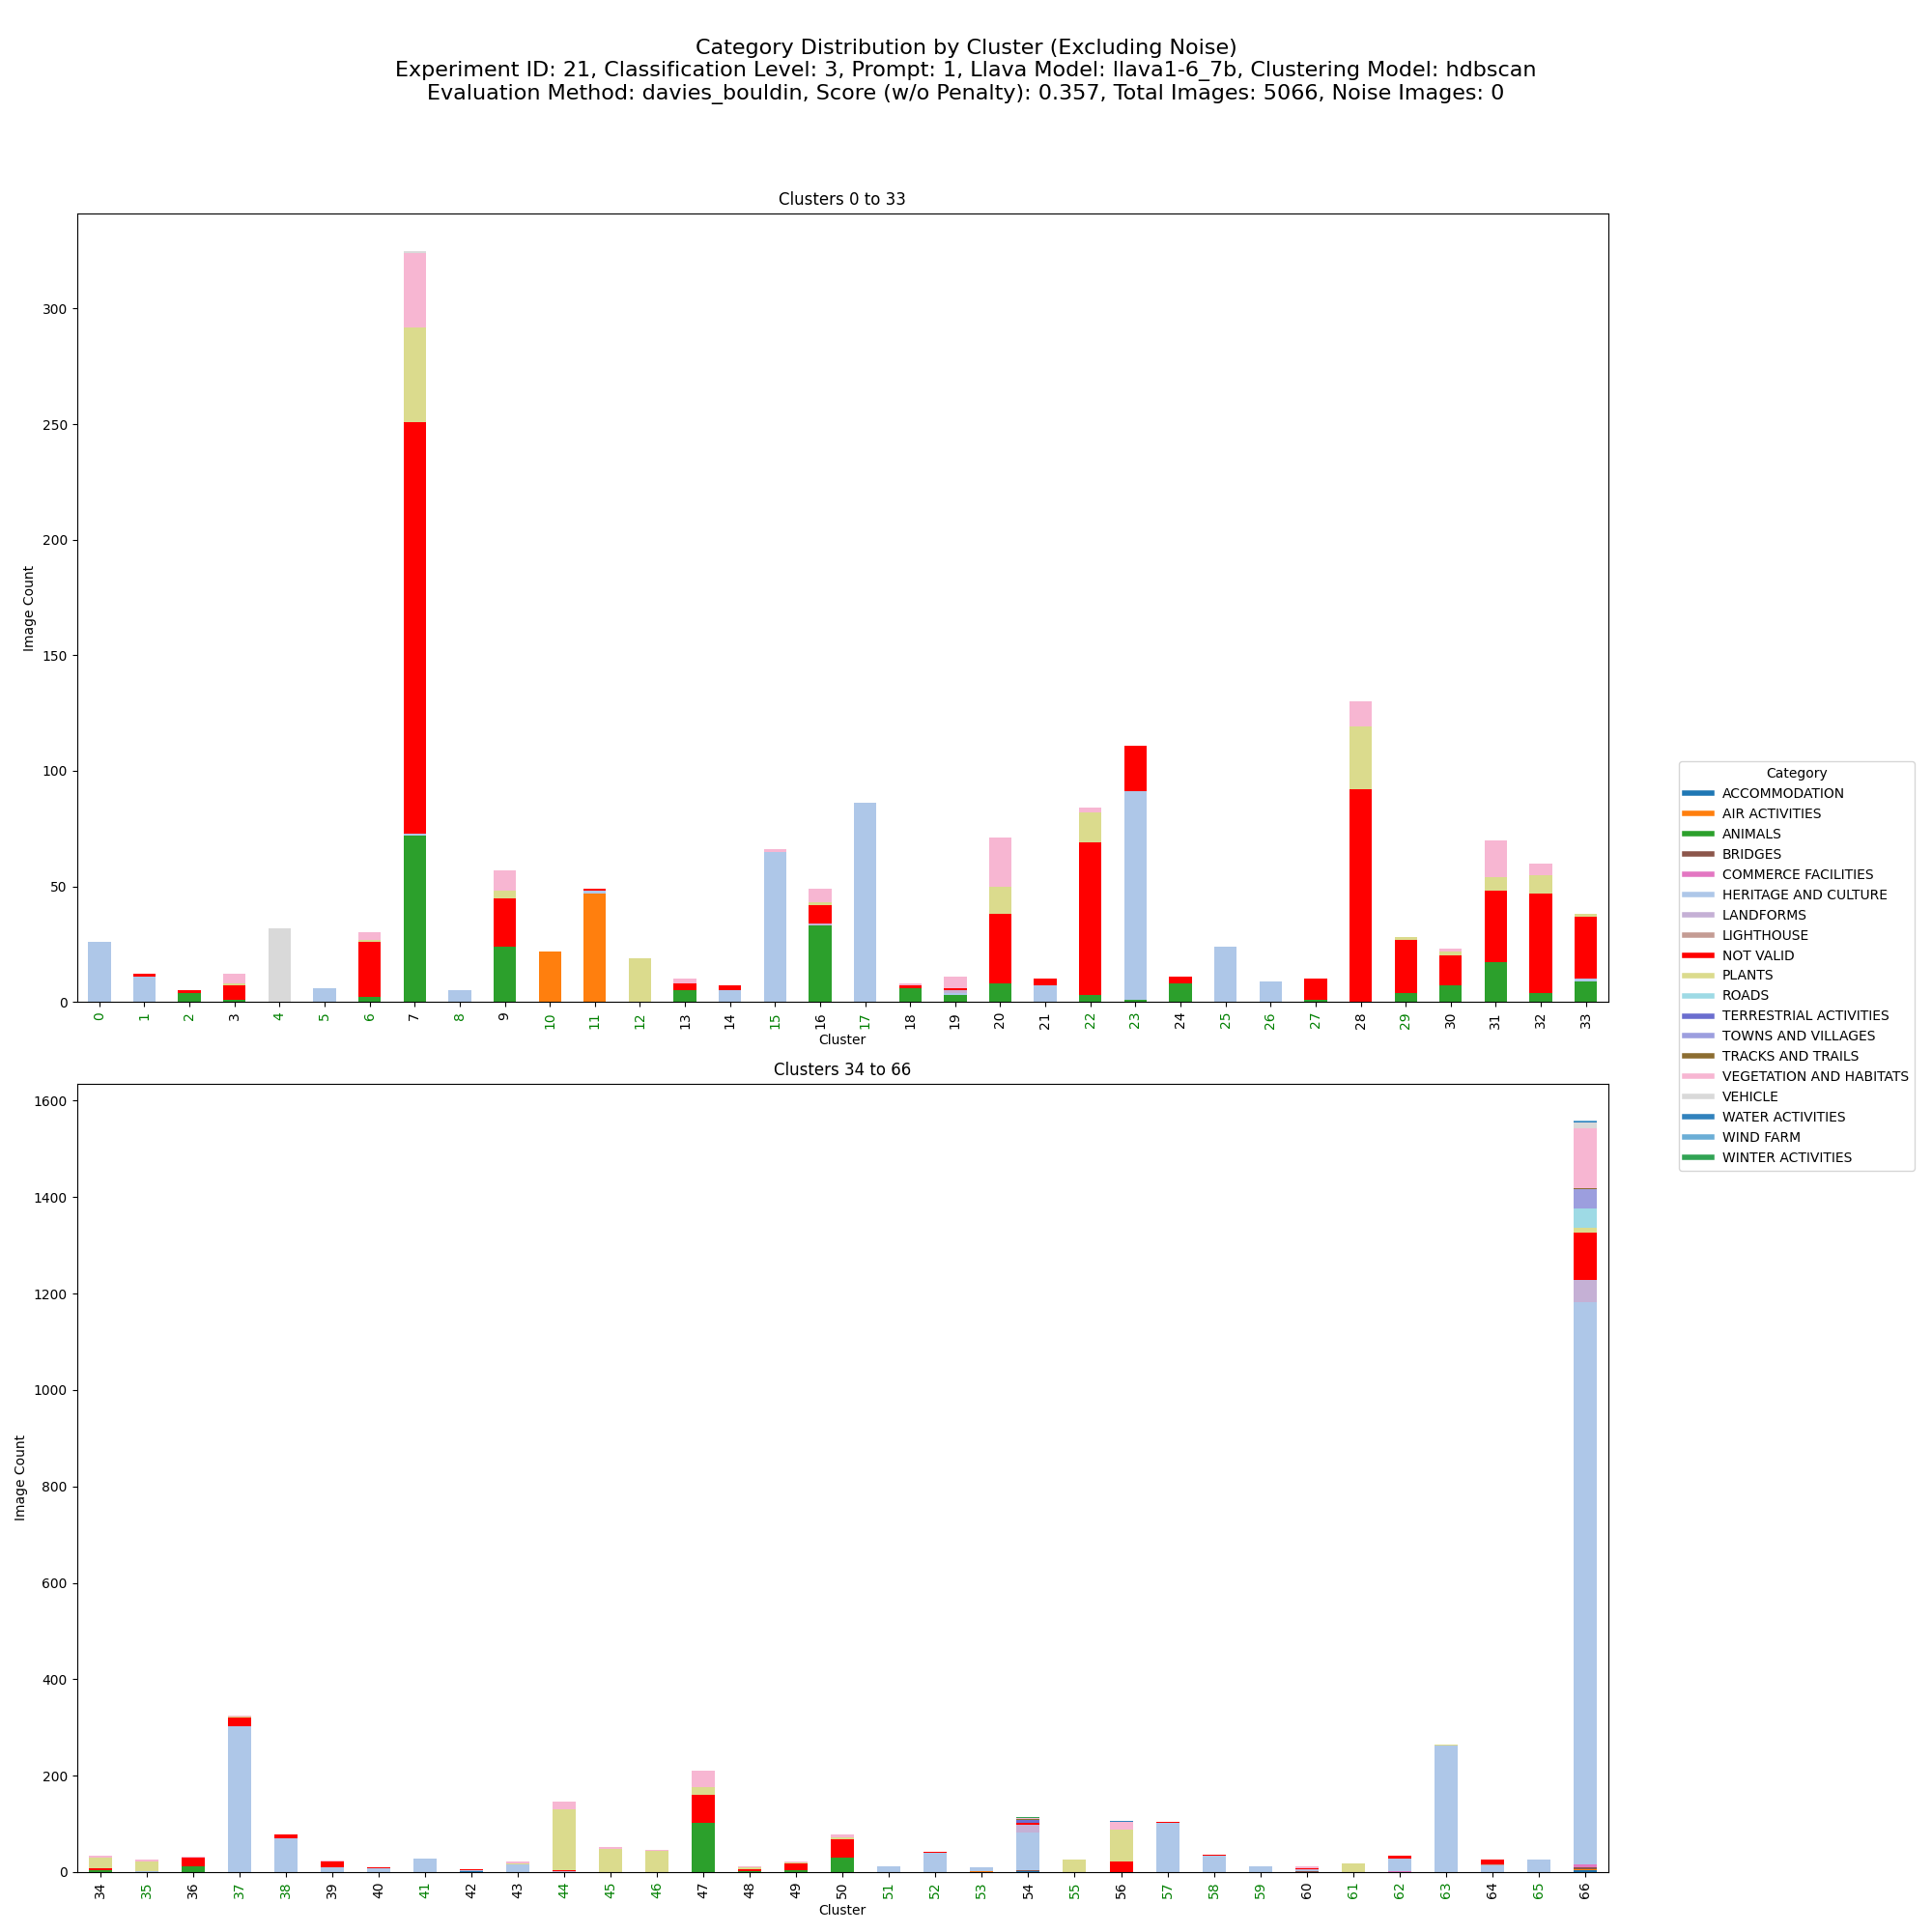 Category Distribution by Cluster (Excluding Noise)
Experiment ID: 21, Classification Level: 3, Prompt: 1, Llava Model: llava1-6_7b, Clustering Model: hdbscan
Evaluation Method: davies_bouldin, Score (w/o Penalty): 0.357, Total Images: 5066, Noise Images: 0
Clusters 0 to 33
Image Count
300
250
200
150
100
50
0
0 1 2 3 4 5 6 7 8 9 10 11 12 13 14 15 16 17 18 19 20 21 22 23 24 25 26 27 28 29 30 31 32 33
Cluster
Category
ACCOMMODATION
AIR ACTIVITIES
ANIMALS
BRIDGES
COMMERCE FACILITIES
HERITAGE AND CULTURE
LANDFORMS
LIGHTHOUSE
NOT VALID
PLANTS
ROADS
TERRESTRIAL ACTIVITIES
TOWNS AND VILLAGES
TRACKS AND TRAILS
VEGETATION AND HABITATS
VEHICLE
WATER ACTIVITIES
WIND FARM
WINTER ACTIVITIES
Clusters 34 to 66
Image Count
1600
1400
1200
1000
800
600
400
200
0
34 35 36 37 38 39 40 41 42 43 44 45 46 47 48 49 50 51 52 53 54 55 56 57 58 59 60 61 62 63 64 65 66
Cluster